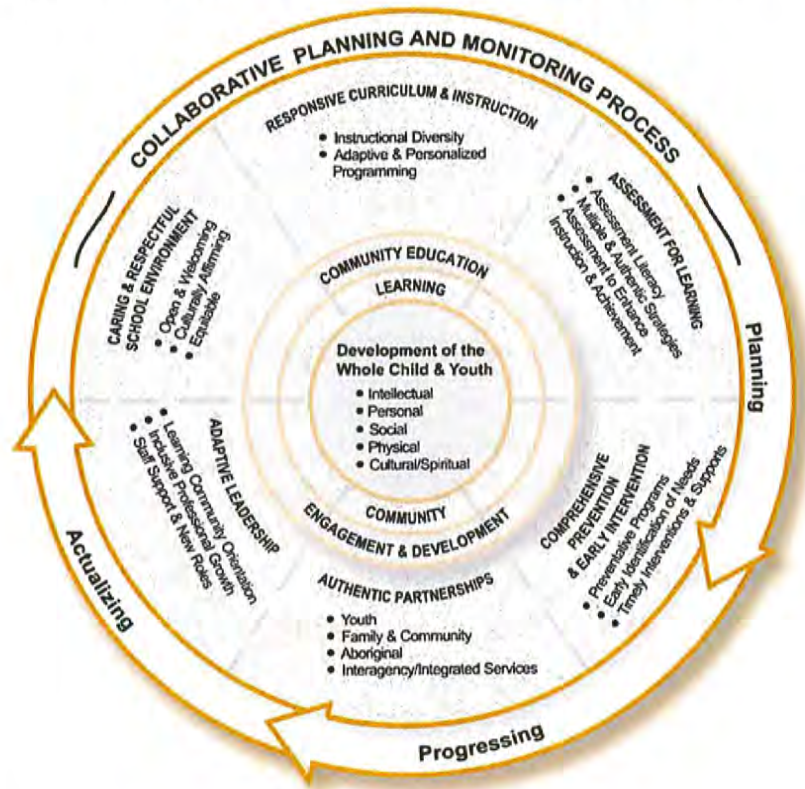 COLLABORATIVE PLANNING AND MONITORING PROCESS
RESPONSIVE CURRICULUM & INSTRUCTION
• Instructional Diversity
• Adaptive & Personalized
Programming
ASSESSMENT FOR LEARNING
• Assessment Literacy
• Multiple & Authentic Strategies
• Assessment to Enhance
Instruction & Achievement
Planning
COMPREHENSIVE
PREVENTION
& EARLY INTERVENTION
• Preventative Programs
• Early Identification of Needs
• Timely Interventions & Supports
Progressing
AUTHENTIC PARTNERSHIPS
• Youth
• Family & Community
• Aboriginal
• Interagency/Integrated Services
ADAPTIVE LEADERSHIP
• Learning Community Orientation
• Inclusive Professional Growth
• Staff Support & New Roles
Actualizing
CARING & RESPECTFUL
SCHOOL ENVIRONMENT
• Open & Welcoming
• Culturally Affirming
• Equitable
COMMUNITY EDUCATION
LEARNING
Development of the
Whole Child & Youth
• Intellectual
• Personal
• Social
• Physical
• Cultural/Spiritual
COMMUNITY
ENGAGEMENT & DEVELOPMENT